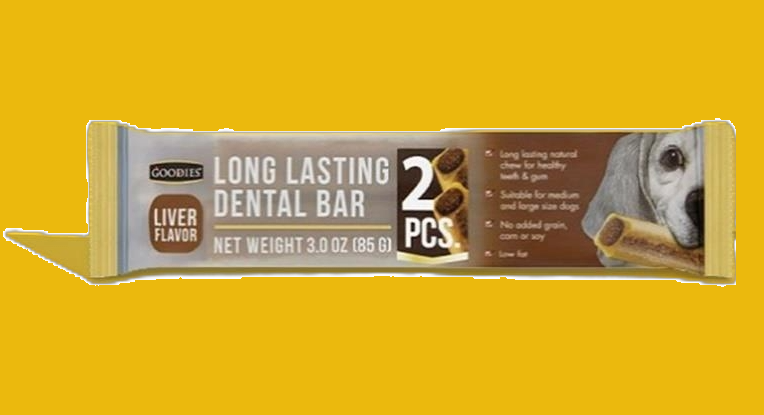 GOODIES
LIVER
FLAVOR
LONG LASTING
DENTAL BAR
NET WEIGHT 3.0 OZ (85 G)
2
PCS.
Long lasting natural
chew for healthy
teeth & gum
Suitable for medium
and large size dogs
No added grain,
corn or soy
Low fat